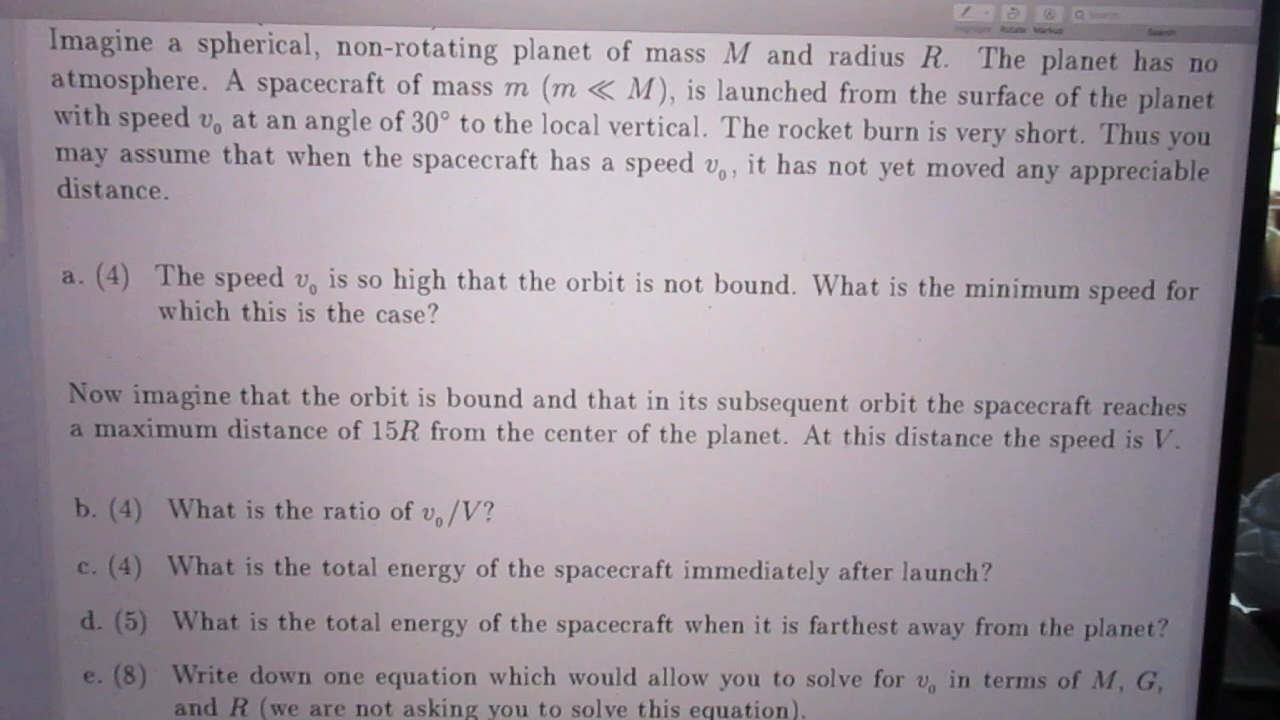 Search
Rotate Markup
Search
Imagine a spherical, non-rotating planet of mass M and radius R. The planet has no
atmosphere. A spacecraft of mass m (m ≪ M), is launched from the surface of the planet
with speed v₀ at an angle of 30° to the local vertical. The rocket burn is very short. Thus you
may assume that when the spacecraft has a speed v₀, it has not yet moved any appreciable
distance.
a. (4) The speed v₀ is so high that the orbit is not bound. What is the minimum speed for
which this is the case?
Now imagine that the orbit is bound and that in its subsequent orbit the spacecraft reaches
a maximum distance of 15R from the center of the planet. At this distance the speed is V.
b. (4) What is the ratio of v₀/V?
c. (4) What is the total energy of the spacecraft immediately after launch?
d. (5) What is the total energy of the spacecraft when it is farthest away from the planet?
e. (8) Write down one equation which would allow you to solve for v₀ in terms of M, G,
and R (we are not asking you to solve this equation).